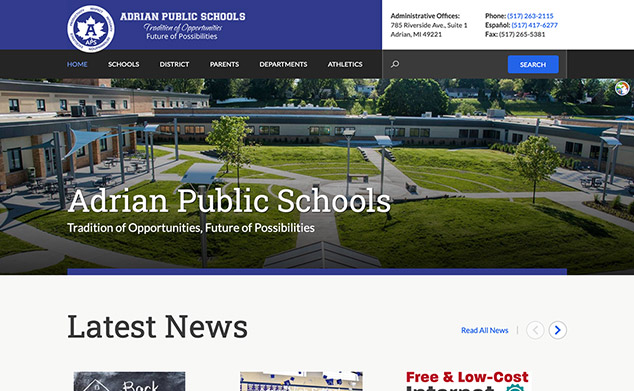 ADRIAN PUBLIC SCHOOLS
Tradition of Opportunities
Future of Possibilities
A
APS
Administrative Offices:
785 Riverside Ave., Suite 1
Adrian, MI 49221
Phone: (517) 263-2115
Español: (517) 417-6277
Fax: (517) 265-5381
HOME SCHOOLS DISTRICT PARENTS DEPARTMENTS ATHLETICS
SEARCH
Adrian Public Schools
Tradition of Opportunities, Future of Possibilities
Latest News
Read All News
Back
Free & Low-Cost
Internet